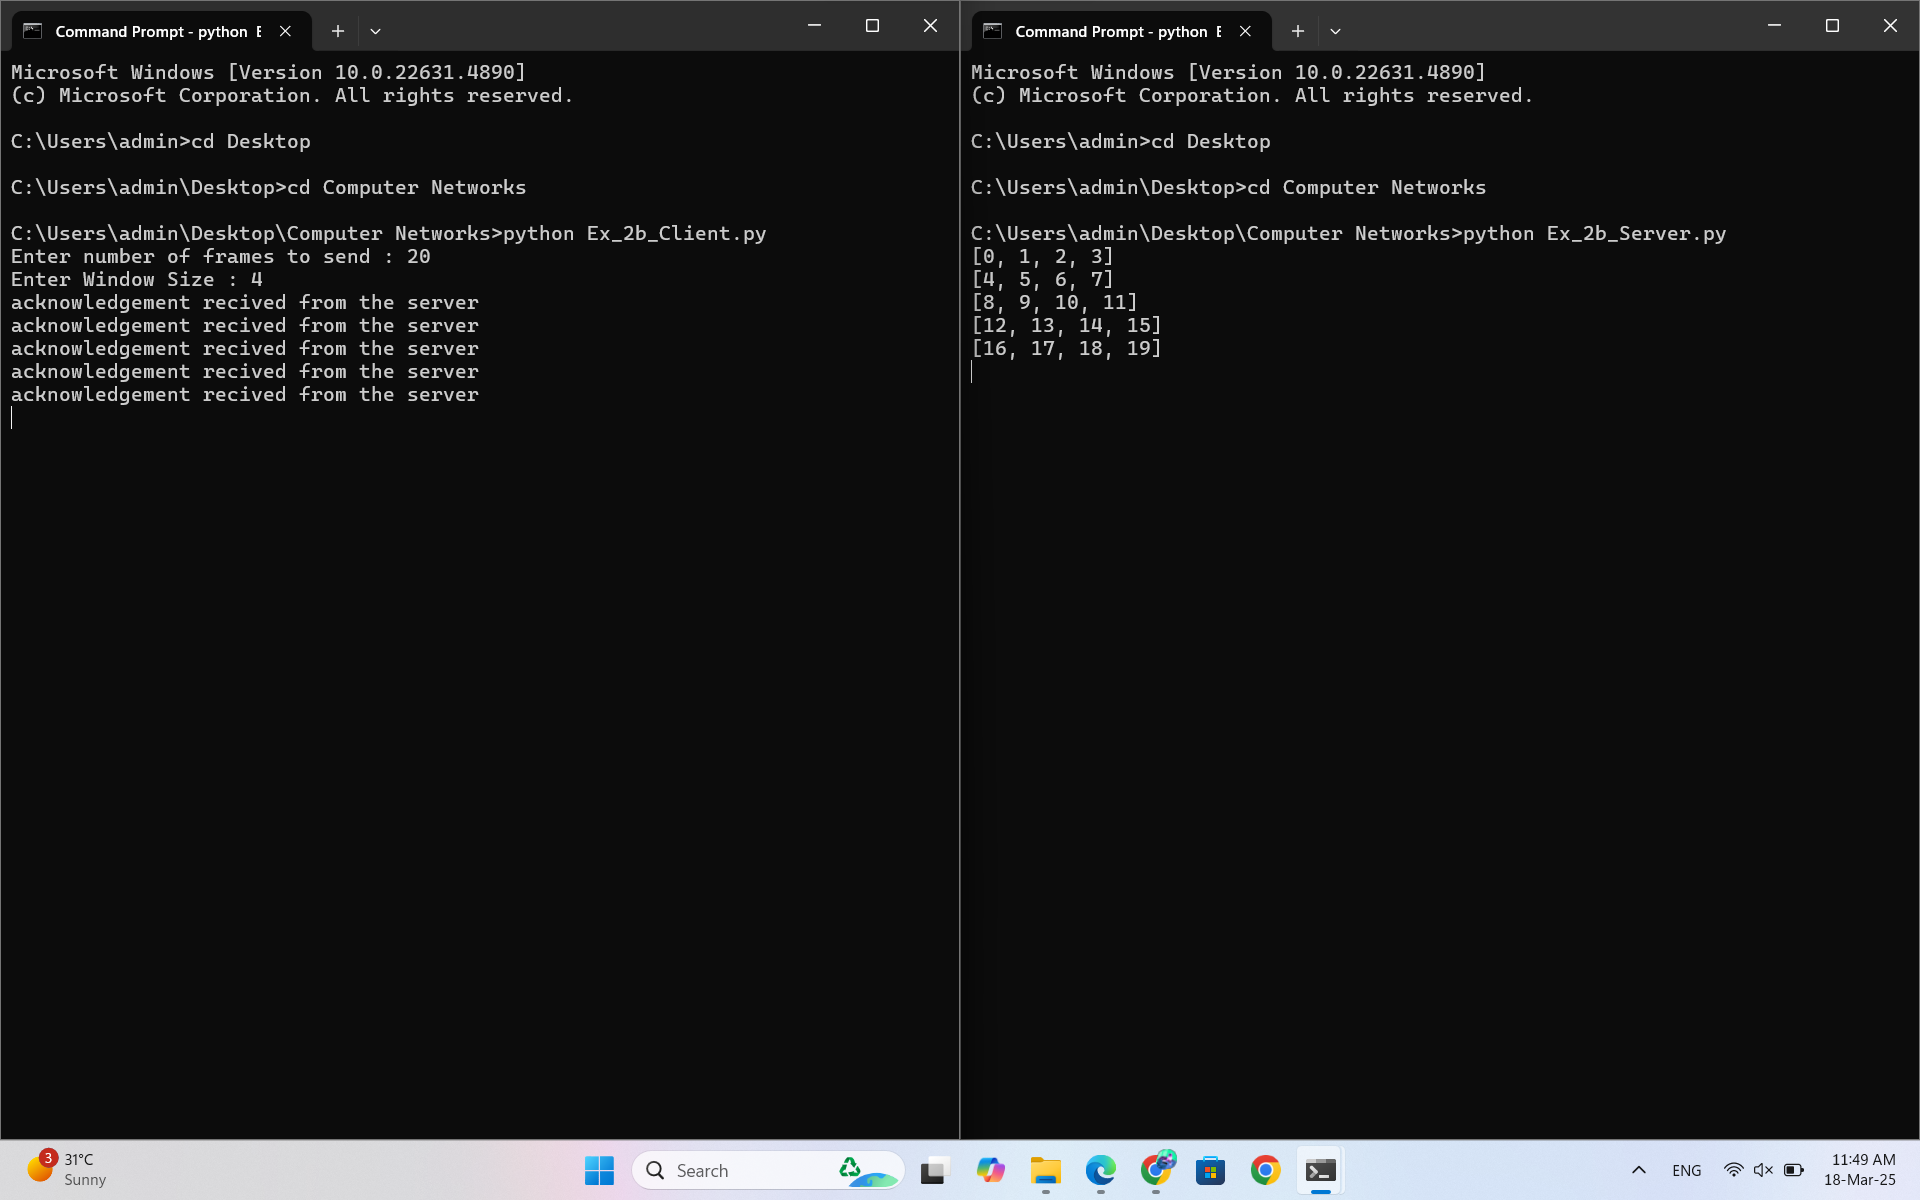 Command Prompt - python E
Microsoft Windows [Version 10.0.22631.4890]
(c) Microsoft Corporation. All rights reserved.
C:\Users\admin>cd Desktop
C:\Users\admin\Desktop>cd Computer Networks
C:\Users\admin\Desktop\Computer Networks>python Ex_2b_Client.py
Enter number of frames to send : 20
Enter Window Size : 4
acknowledgement recived from the server
acknowledgement recived from the server
acknowledgement recived from the server
acknowledgement recived from the server
acknowledgement recived from the server
Command Prompt - python E
Microsoft Windows [Version 10.0.22631.4890]
(c) Microsoft Corporation. All rights reserved.
C:\Users\admin>cd Desktop
C:\Users\admin\Desktop>cd Computer Networks
C:\Users\admin\Desktop\Computer Networks>python Ex_2b_Server.py
[0, 1, 2, 3]
[4, 5, 6, 7]
[8, 9, 10, 11]
[12, 13, 14, 15]
[16, 17, 18, 19]
3
31°C
Sunny
Search
ENG
11:49 AM
18-Mar-25